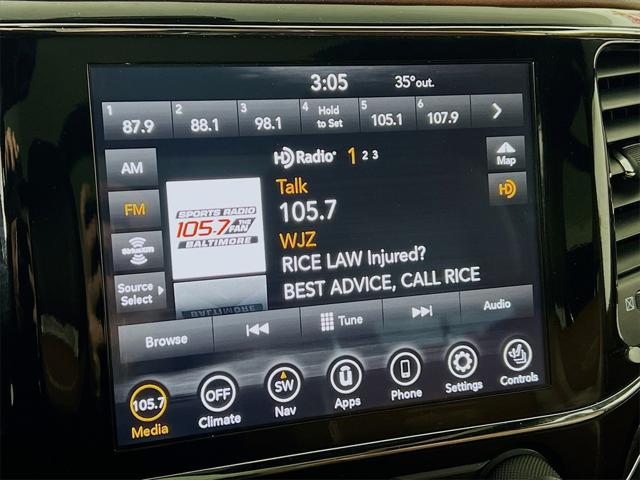 3:05 35° out.
1 87.9 2 88.1 3 98.1 4 Hold to Set 5 105.1 6 107.9
AM
HD Radio 1 2 3
Map
FM
Talk
HD
SPORTS RADIO
105.7 THE FAN
BALTIMORE
105.7
SiriusXM
WJZ
RICE LAW Injured?
Source
Select
BEST ADVICE, CALL RICE
BALTIMORE
Browse Tune Audio
105.7 OFF SW
Media Climate Nav Apps Phone Settings Controls